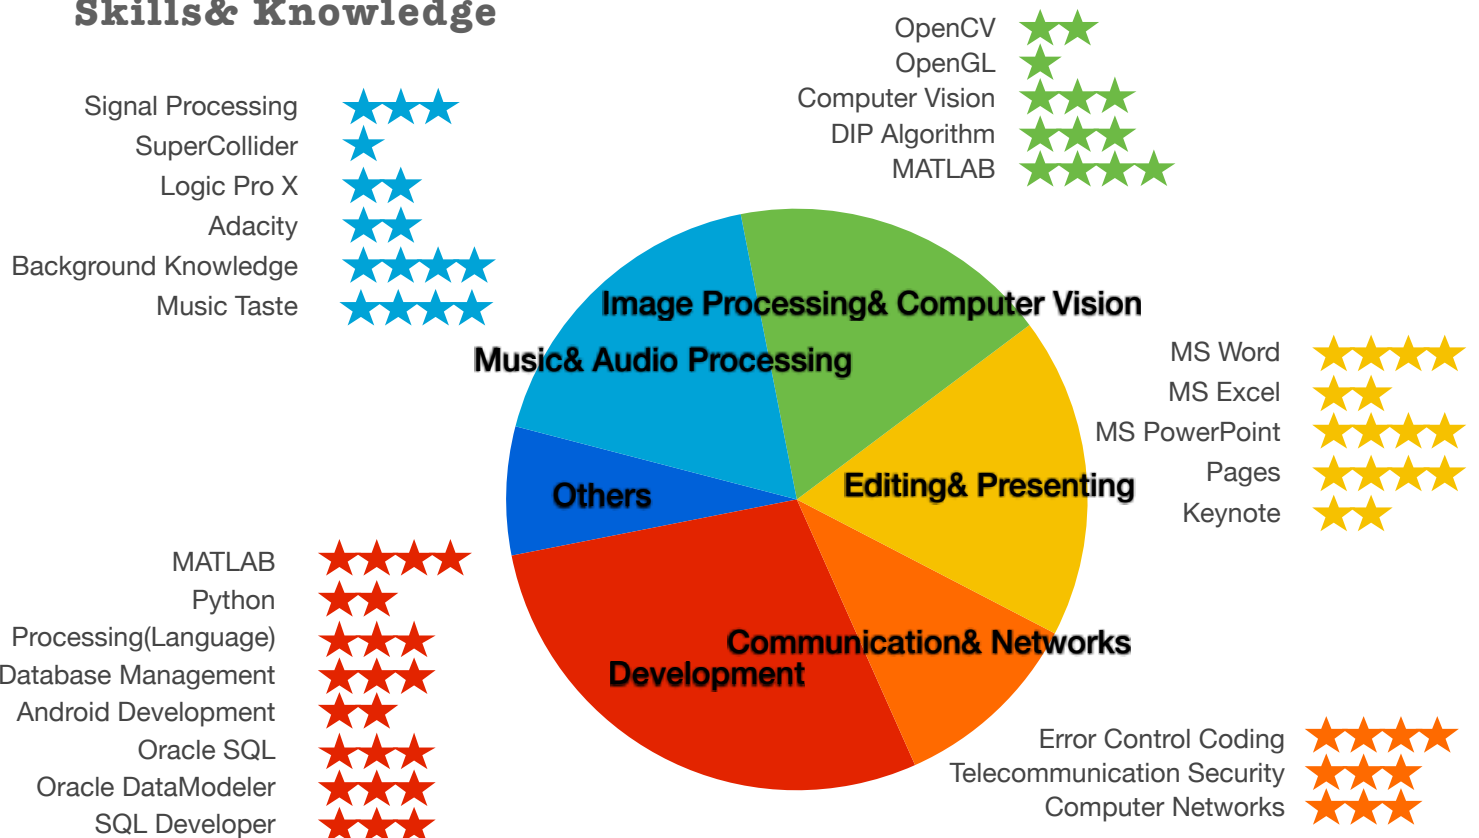 Skills& Knowledge
Signal Processing
SuperCollider
Logic Pro X
Adacity
Background Knowledge
Music Taste
OpenCV
OpenGL
Computer Vision
DIP Algorithm
MATLAB
Image Processing& Computer Vision
Music& Audio Processing
Editing& Presenting
Others
Communication& Networks
Development
MS Word
MS Excel
MS PowerPoint
Pages
Keynote
MATLAB
Python
Processing(Language)
Database Management
Android Development
Oracle SQL
Oracle DataModeler
SQL Developer
Error Control Coding
Telecommunication Security
Computer Networks